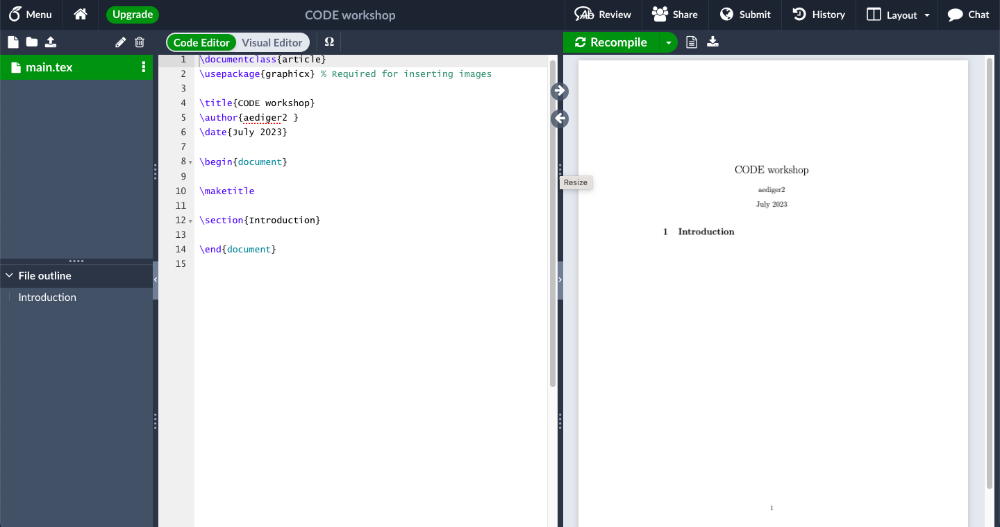 Menu Upgrade CODE workshop Review Share Submit History Layout Chat
Code Editor Visual Editor Ω Recompile
main.tex
File outline
Introduction
1 \documentclass{article}
2 \usepackage{graphicx} % Required for inserting images
3
4 \title{CODE workshop}
5 \author{aediger2 }
6 \date{July 2023}
7
8 \begin{document}
9
10 \maketitle
11
12 \section{Introduction}
13
14 \end{document}
15
Resize
CODE workshop
aediger2
July 2023
1 Introduction
1